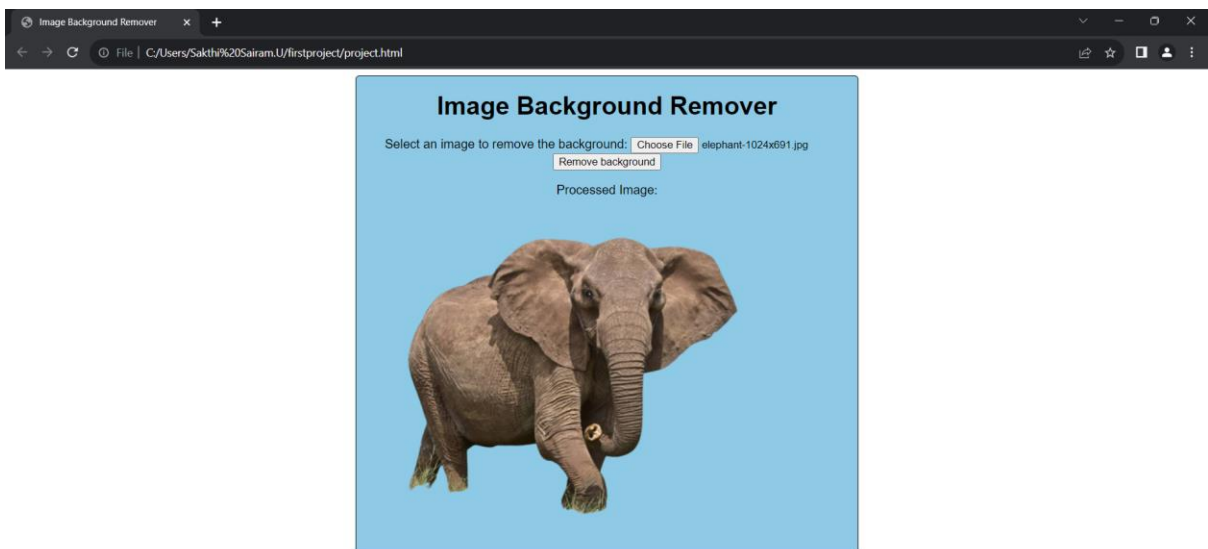 Image Background Remover
File | C:/Users/Sakthi%20Sairam.U/firstproject/project.html
Image Background Remover
Select an image to remove the background: Choose File elephant-1024x691.jpg
Remove background
Processed Image: